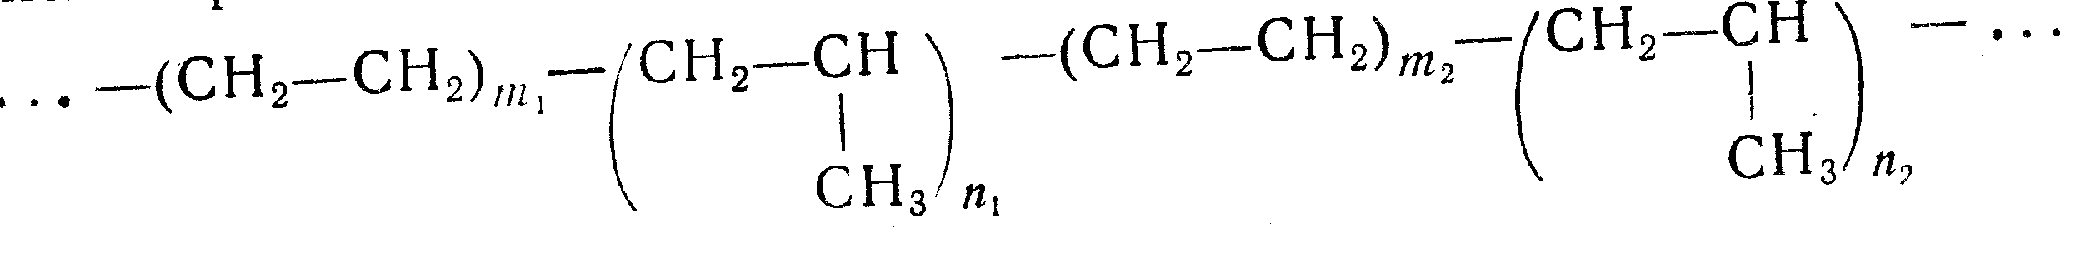 ... —(CH₂—CH₂)ₘ₁—(CH₂—CH)ₙ₁ —(CH₂—CH₂)ₘ₂—(CH₂—CH)ₙ₂ — ...
CH₃ CH₃